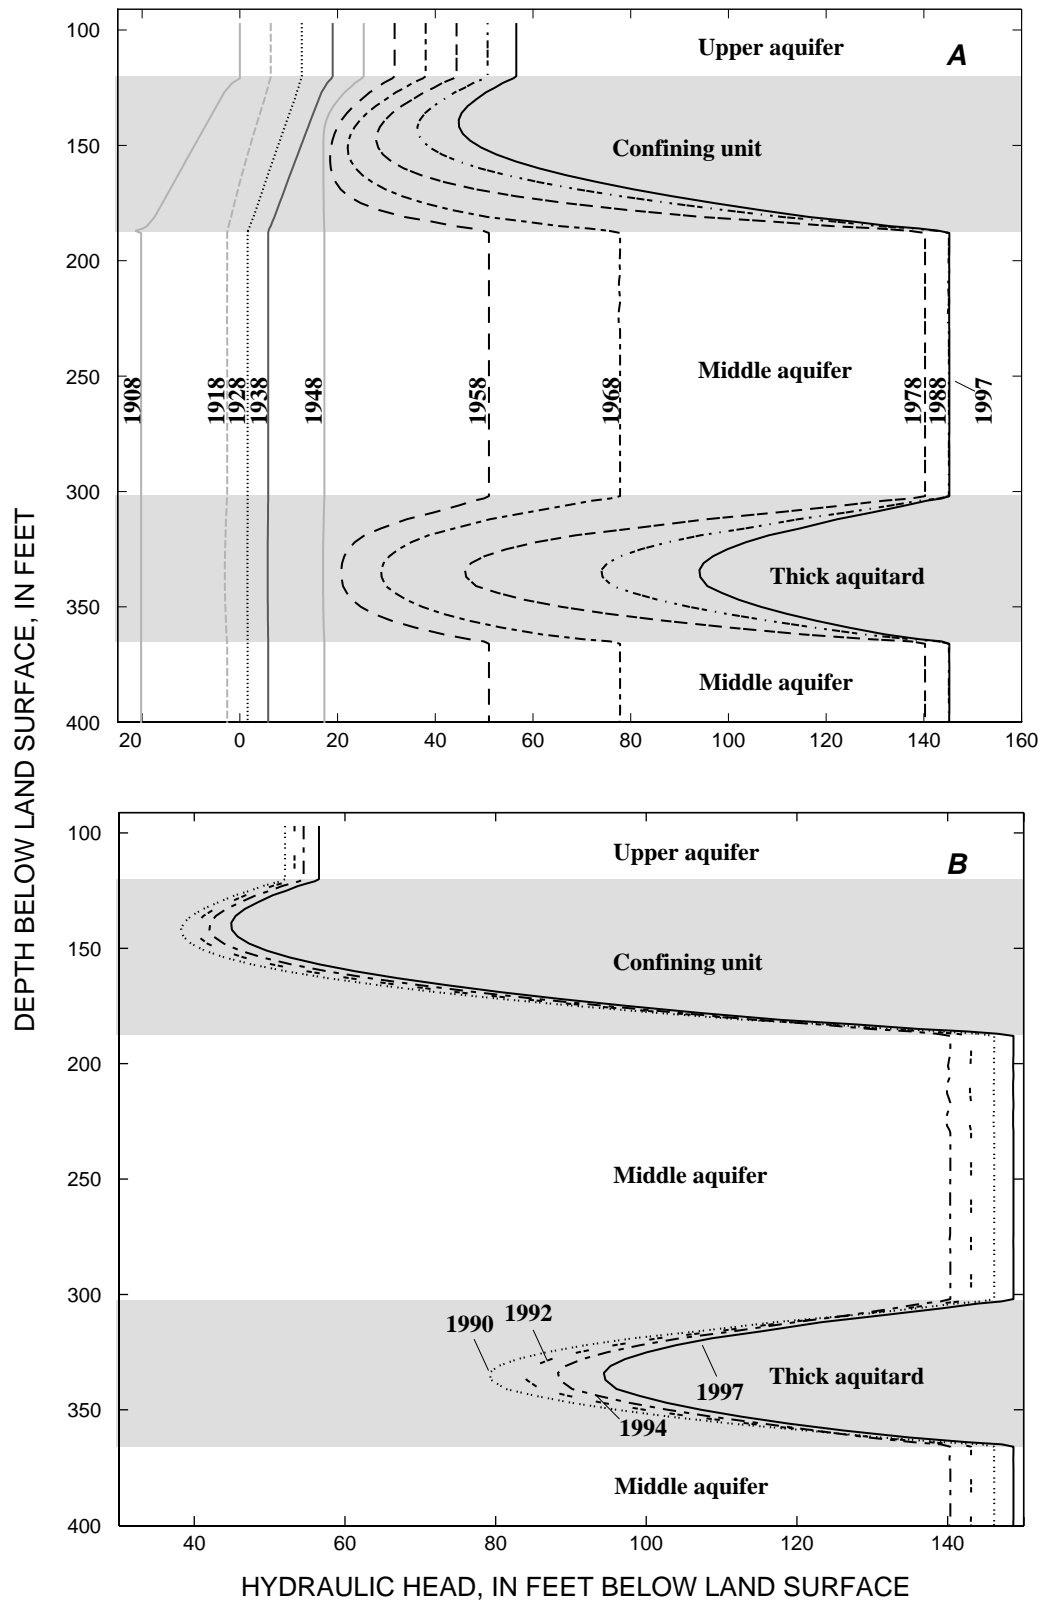 DEPTH BELOW LAND SURFACE, IN FEET
A
100
150
200
250
300
350
400
Upper aquifer
Confining unit
Middle aquifer
Thick aquitard
Middle aquifer
1908
1918
1928
1938
1948
1958
1968
1978
1988
1997
20 0 20 40 60 80 100 120 140 160
B
100
150
200
250
300
350
400
Upper aquifer
Confining unit
Middle aquifer
1990
1992
1994
1997
Thick aquitard
Middle aquifer
40 60 80 100 120 140
HYDRAULIC HEAD, IN FEET BELOW LAND SURFACE